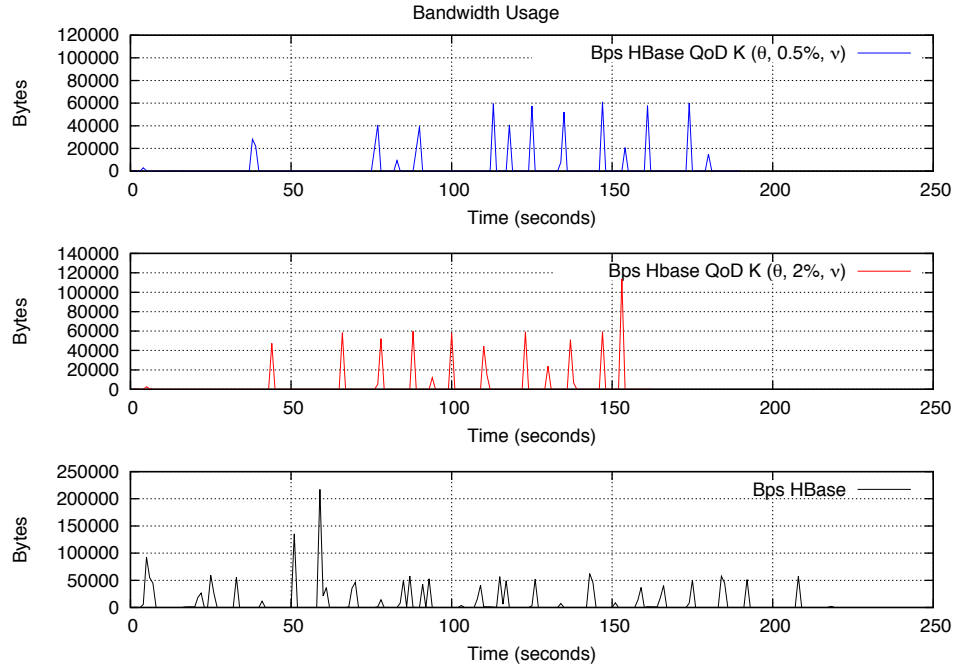 Bandwidth Usage
120000
100000
80000
60000
40000
20000
0
Bytes
Bps HBase QoD K (θ, 0.5%, ν)
0 50 100 150 200 250
Time (seconds)
140000
120000
100000
80000
60000
40000
20000
0
Bytes
Bps Hbase QoD K (θ, 2%, ν)
0 50 100 150 200 250
Time (seconds)
250000
200000
150000
100000
50000
0
Bytes
Bps HBase
0 50 100 150 200 250
Time (seconds)